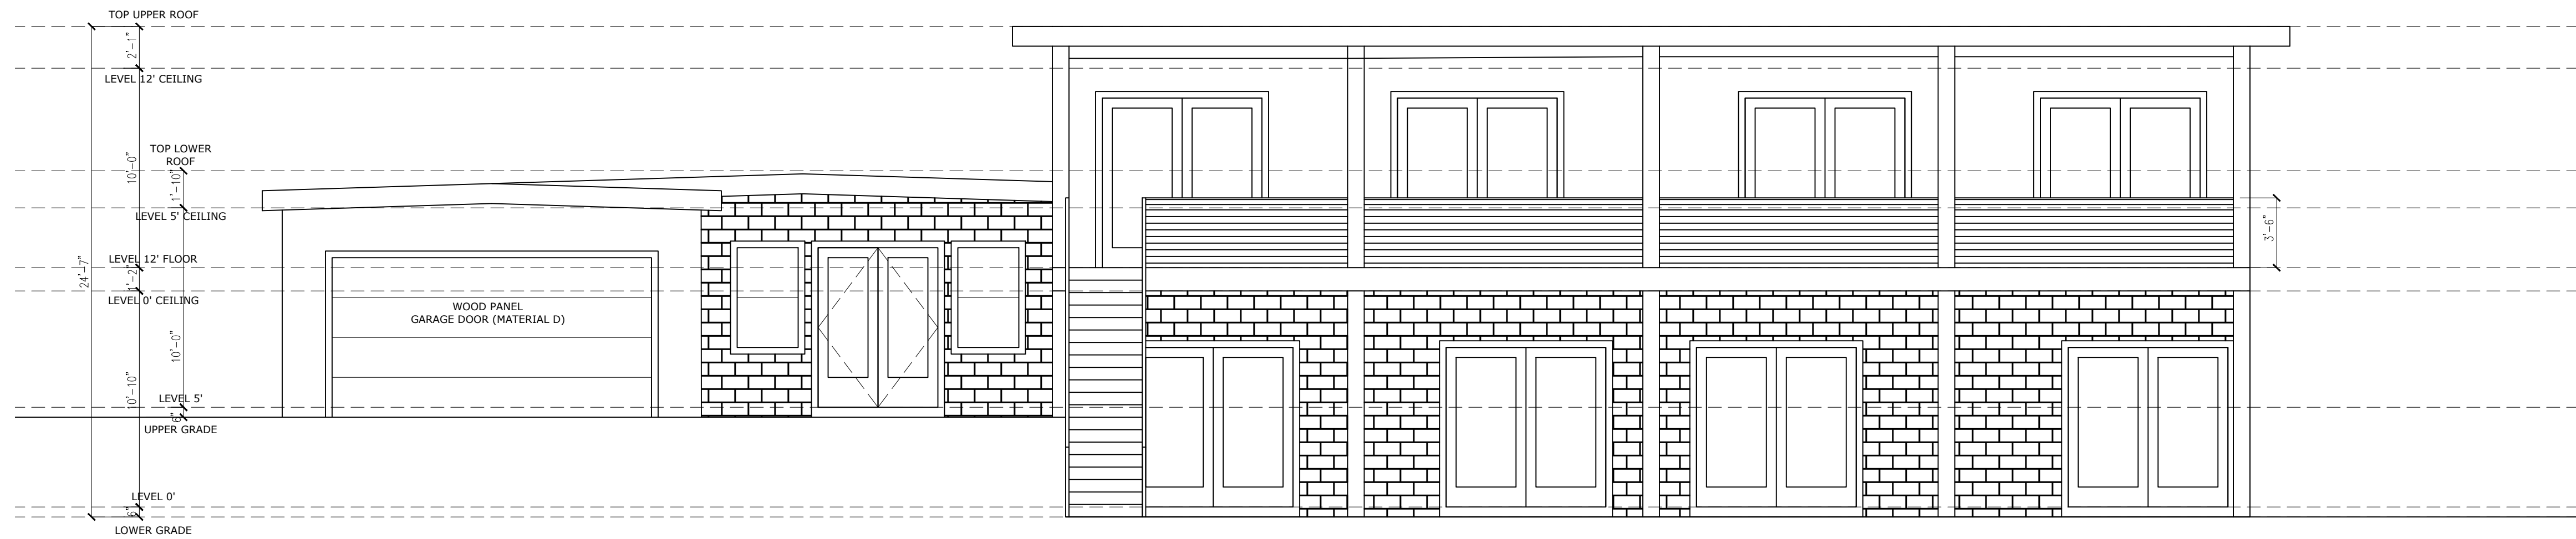 TOP UPPER ROOF
2'-1"
LEVEL 12' CEILING
TOP LOWER
ROOF
10'-0"
1'-10"
LEVEL 5' CEILING
3'-6"
LEVEL 12' FLOOR
24'-7"
1'-2"
LEVEL 0' CEILING
WOOD PANEL
GARAGE DOOR (MATERIAL D)
10'-0"
10'-10"
LEVEL 5'
6"
UPPER GRADE
LEVEL 0'
6"
LOWER GRADE